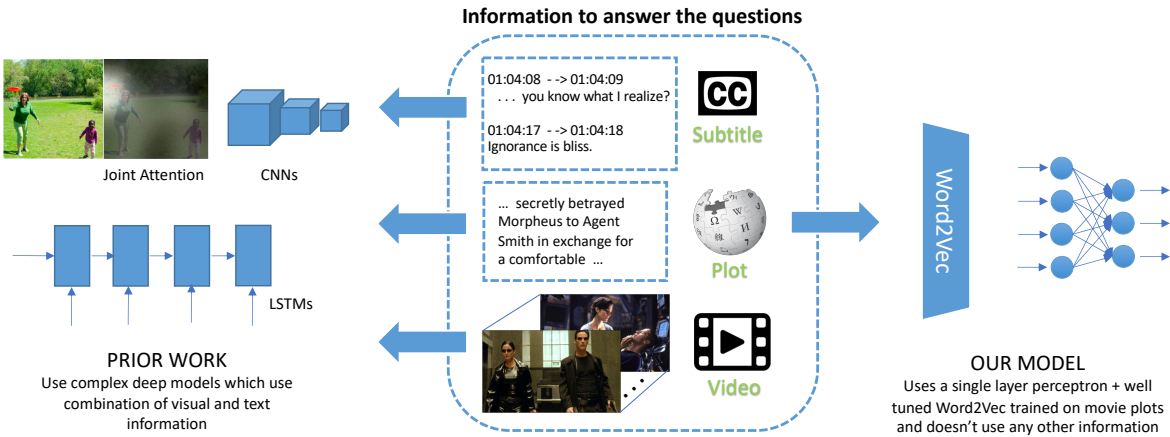 Information to answer the questions
01:04:08 - -> 01:04:09
. . . you know what I realize?
01:04:17 --> 01:04:18
Ignorance is bliss.
CC
Subtitle
Joint Attention
CNNs
... secretly betrayed
Morpheus to Agent
Smith in exchange for
a comfortable ...
Ω W И
Plot
Word2Vec
LSTMs
Video
PRIOR WORK
Use complex deep models which use
combination of visual and text
information
OUR MODEL
Uses a single layer perceptron + well
tuned Word2Vec trained on movie plots
and doesn't use any other information